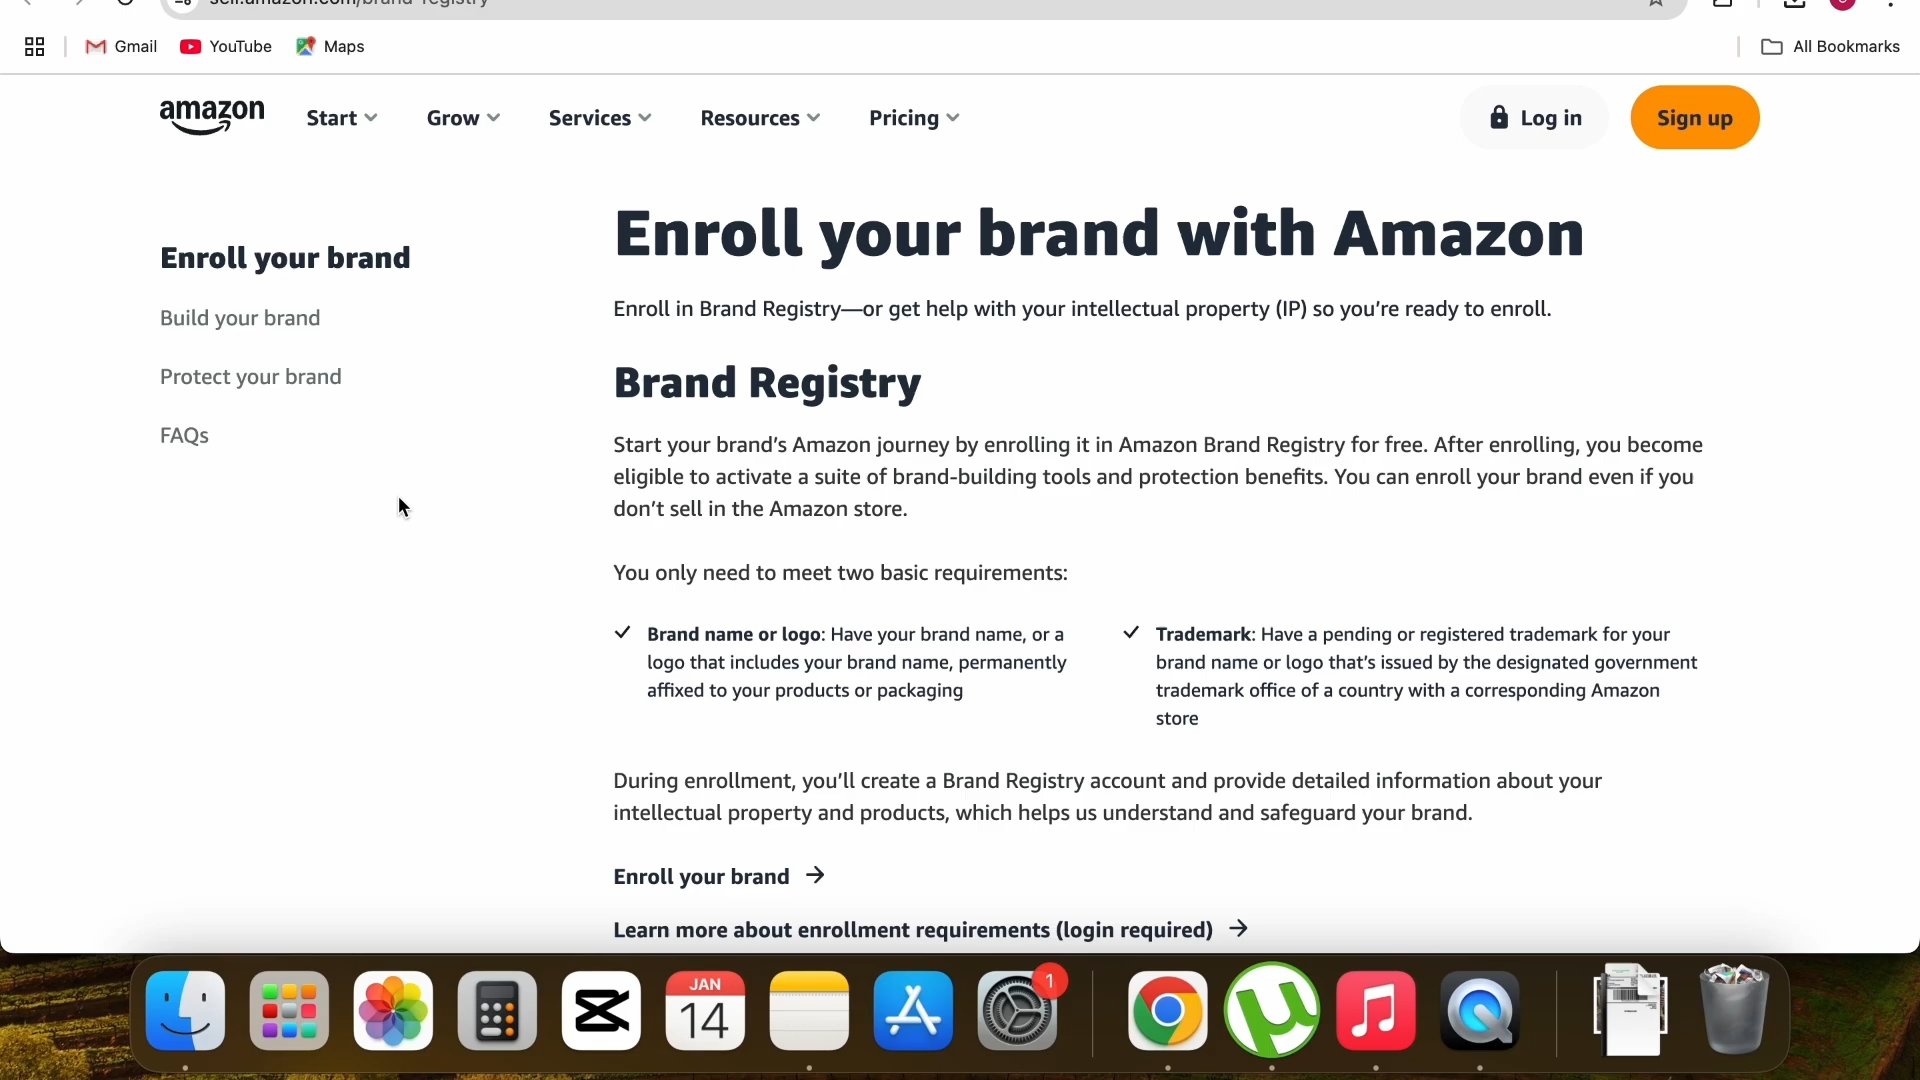 sell.amazon.com/brand-registry
Gmail
YouTube
Maps
All Bookmarks
amazon
Start
Grow
Services
Resources
Pricing
Log in
Sign up
Enroll your brand
Build your brand
Protect your brand
FAQs
Enroll your brand with Amazon
Enroll in Brand Registry—or get help with your intellectual property (IP) so you’re ready to enroll.
Brand Registry
Start your brand’s Amazon journey by enrolling it in Amazon Brand Registry for free. After enrolling, you become
eligible to activate a suite of brand-building tools and protection benefits. You can enroll your brand even if you
don’t sell in the Amazon store.
You only need to meet two basic requirements:
Brand name or logo: Have your brand name, or a
logo that includes your brand name, permanently
affixed to your products or packaging
Trademark: Have a pending or registered trademark for your
brand name or logo that’s issued by the designated government
trademark office of a country with a corresponding Amazon
store
During enrollment, you’ll create a Brand Registry account and provide detailed information about your
intellectual property and products, which helps us understand and safeguard your brand.
Enroll your brand →
Learn more about enrollment requirements (login required) →
JAN
14
1